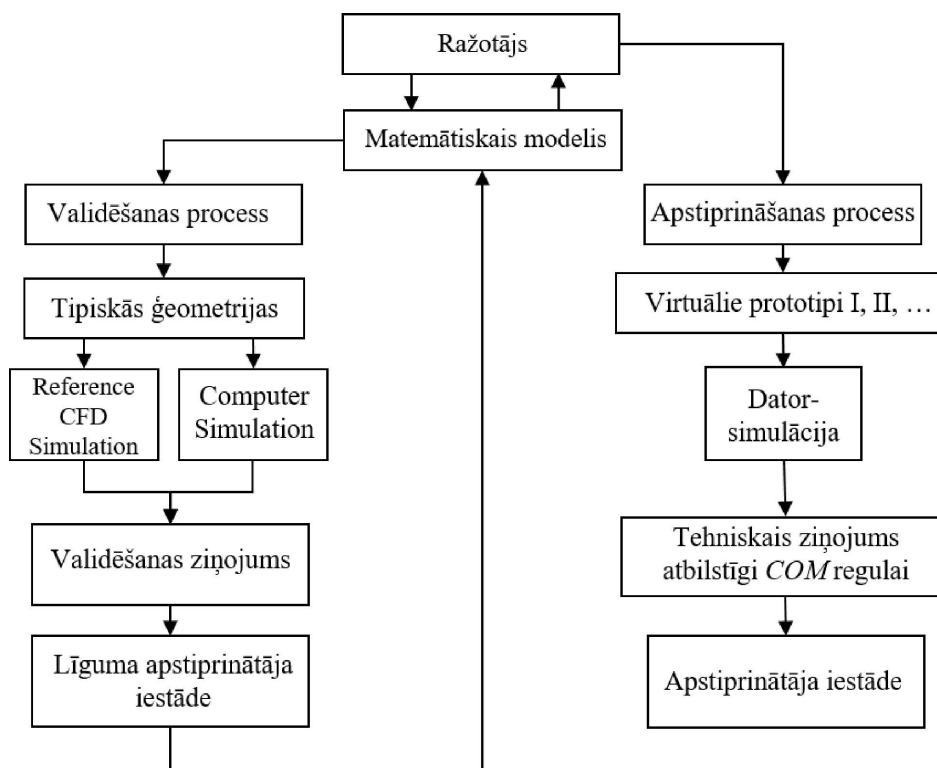 Ražotājs
Matemātiskais modelis
Validēšanas process
Tipiskās ģeometrijas
Reference
CFD
Simulation
Computer
Simulation
Validēšanas ziņojums
Līguma apstiprinātāja
iestāde
Apstiprināšanas process
Virtuālie prototipi I, II, …
Dator-
simulācija
Tehniskais ziņojums
atbilstīgi COM regulai
Apstiprinātāja iestāde